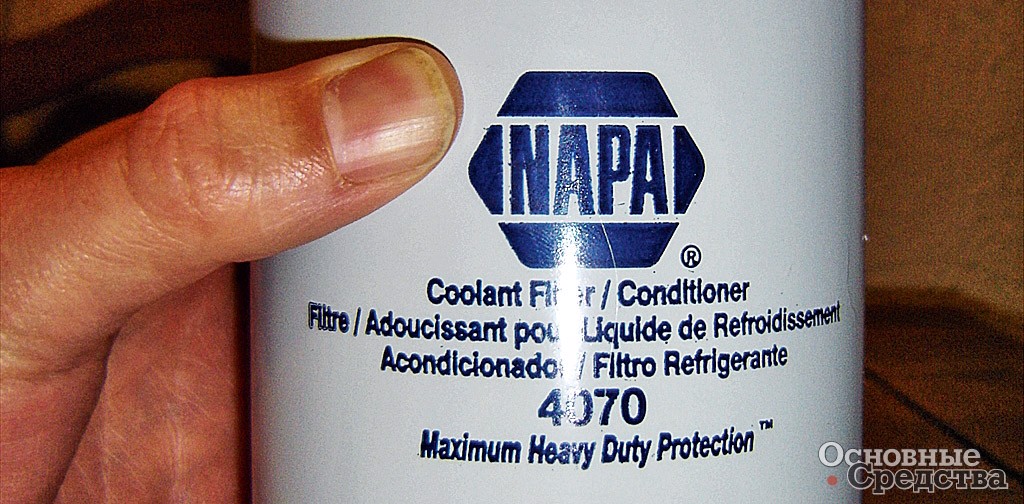 NAPA
®
Coolant Filter / Conditioner
Filtre / Adoucissant pour Liquide de Refroidissement
Acondicionador / Filtro Refrigerante
4070
Maximum Heavy Duty Protection™
Основные
Средства